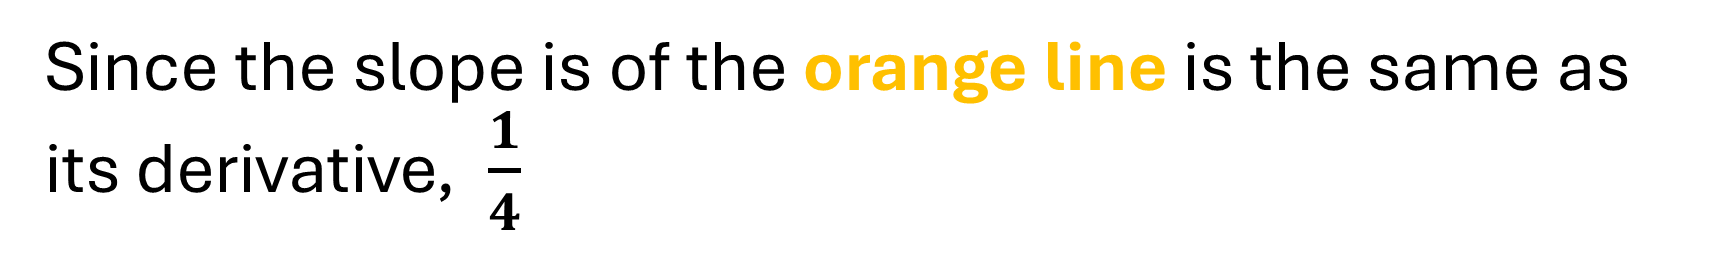 Since the slope is of the orange line is the same as
its derivative, 1/4